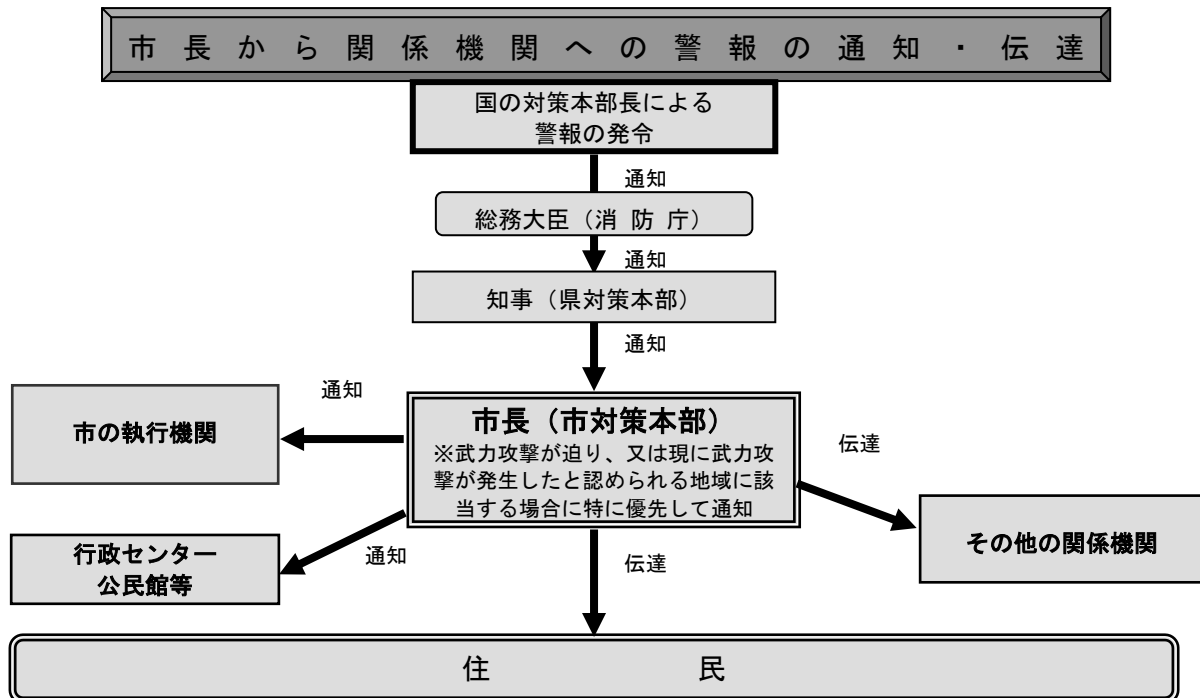 市長から関係機関への警報の通知・伝達
国の対策本部長による
警報の発令
通知
総務大臣（消 防 庁）
通知
知事（県対策本部）
通知
通知
市の執行機関
市長（市対策本部）
※武力攻撃が迫り、又は現に武力攻
撃が発生したと認められる地域に該
当する場合に特に優先して通知
伝達
その他の関係機関
行政センター
公民館等
通知
伝達
住民